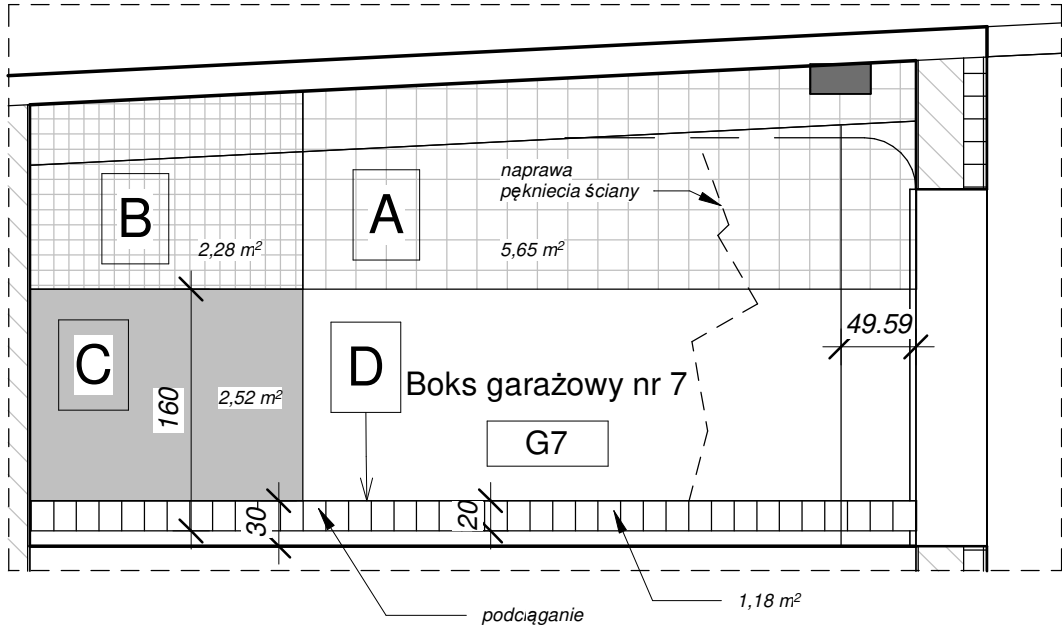 naprawa
pękniecia ściany
B
A
2,28 m²
5,65 m²
49.59
C
D
Boks garażowy nr 7
160
2,52 m²
G7
30
20
1,18 m²
podciąganie